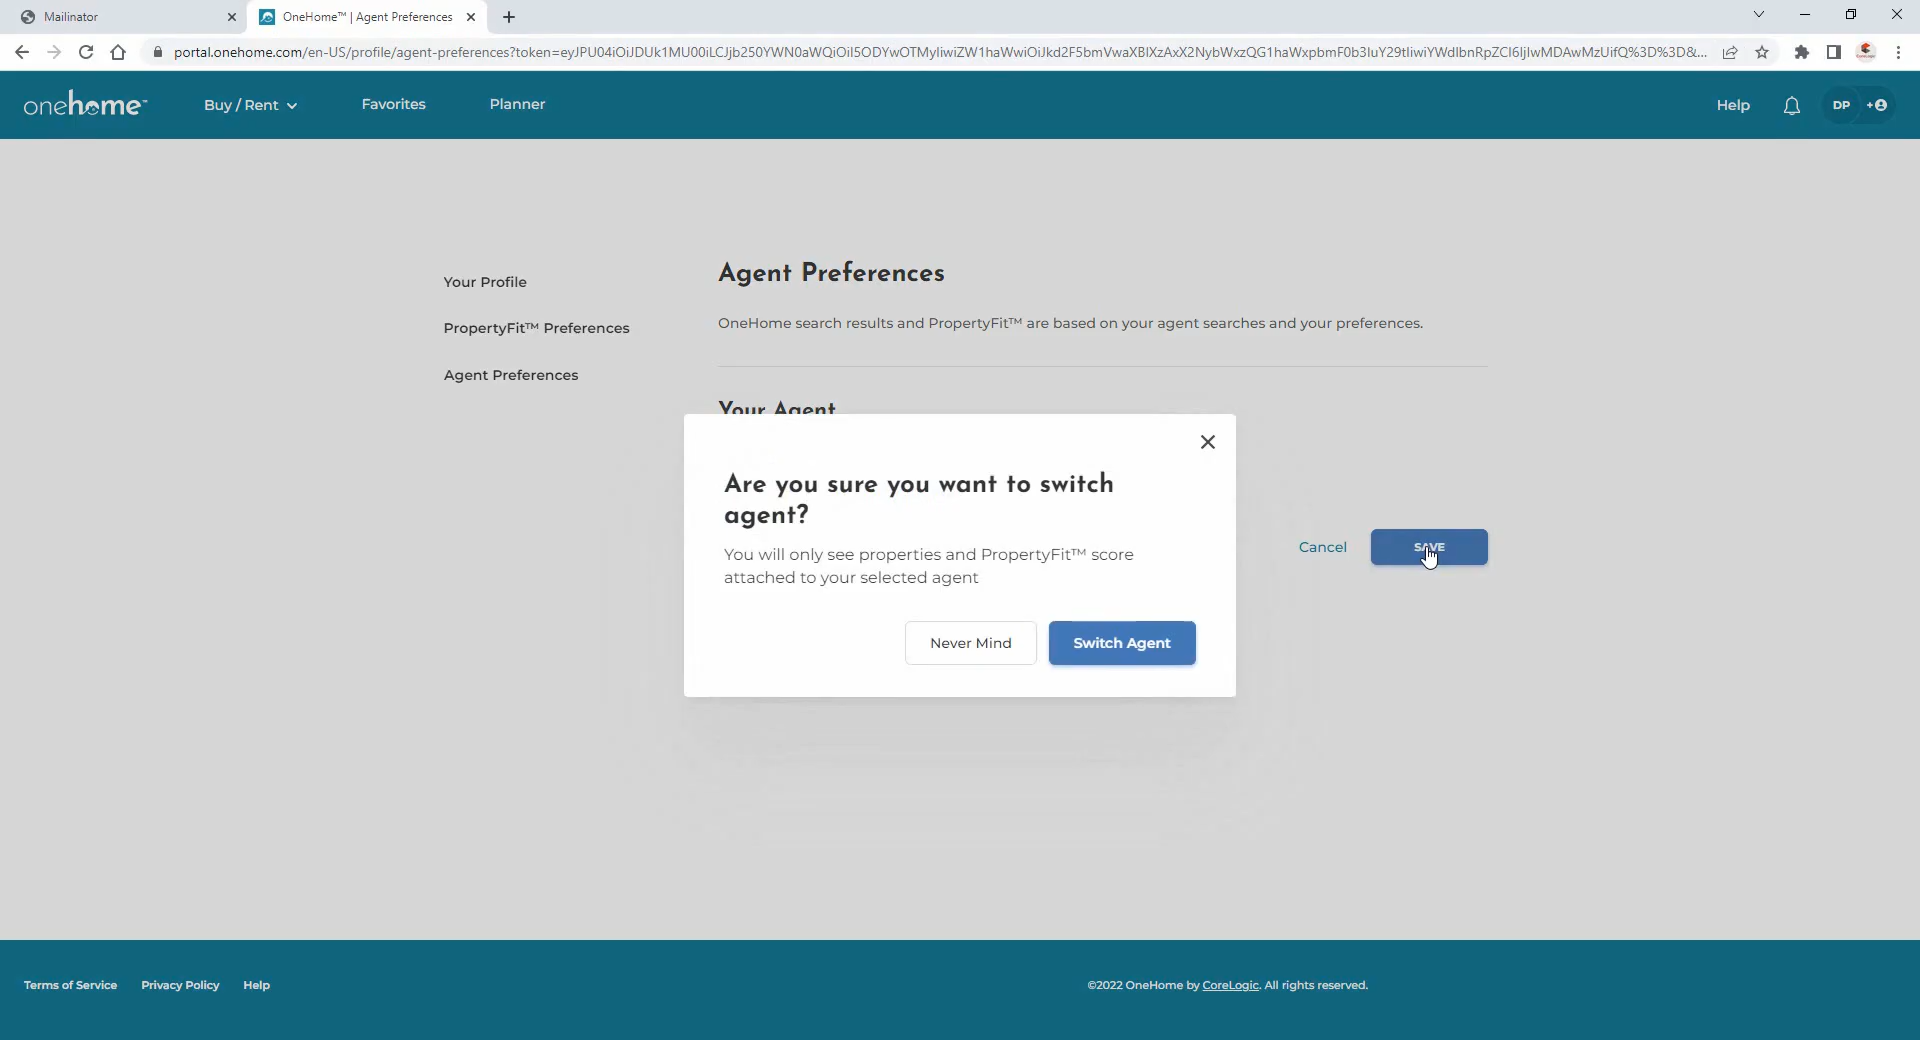 Mailinator
OneHome™ | Agent Preferences
portal.onehome.com/en-US/profile/agent-preferences?token=eyJPU04iOiJDUk1MU00iLCJjb250YWN0aWQiOiI5ODYwOTMyIiwiZW1haWwiOiJkd2F5bmVwaXBlXzAxX2NybWxzQG1haWxpbmF0b3IuY29tIiwiYWdlbnRpZCI6IjIwMDAwMzUifQ%3D%3D&...
onehome™
Buy / Rent
Favorites
Planner
Help
DP
Your Profile
PropertyFit™ Preferences
Agent Preferences
Agent Preferences
OneHome search results and PropertyFit™ are based on your agent searches and your preferences.
Your Agent
Are you sure you want to switch
agent?
You will only see properties and PropertyFit™ score
attached to your selected agent
Never Mind
Switch Agent
Cancel
SAVE
Terms of Service
Privacy Policy
Help
©2022 OneHome by CoreLogic. All rights reserved.